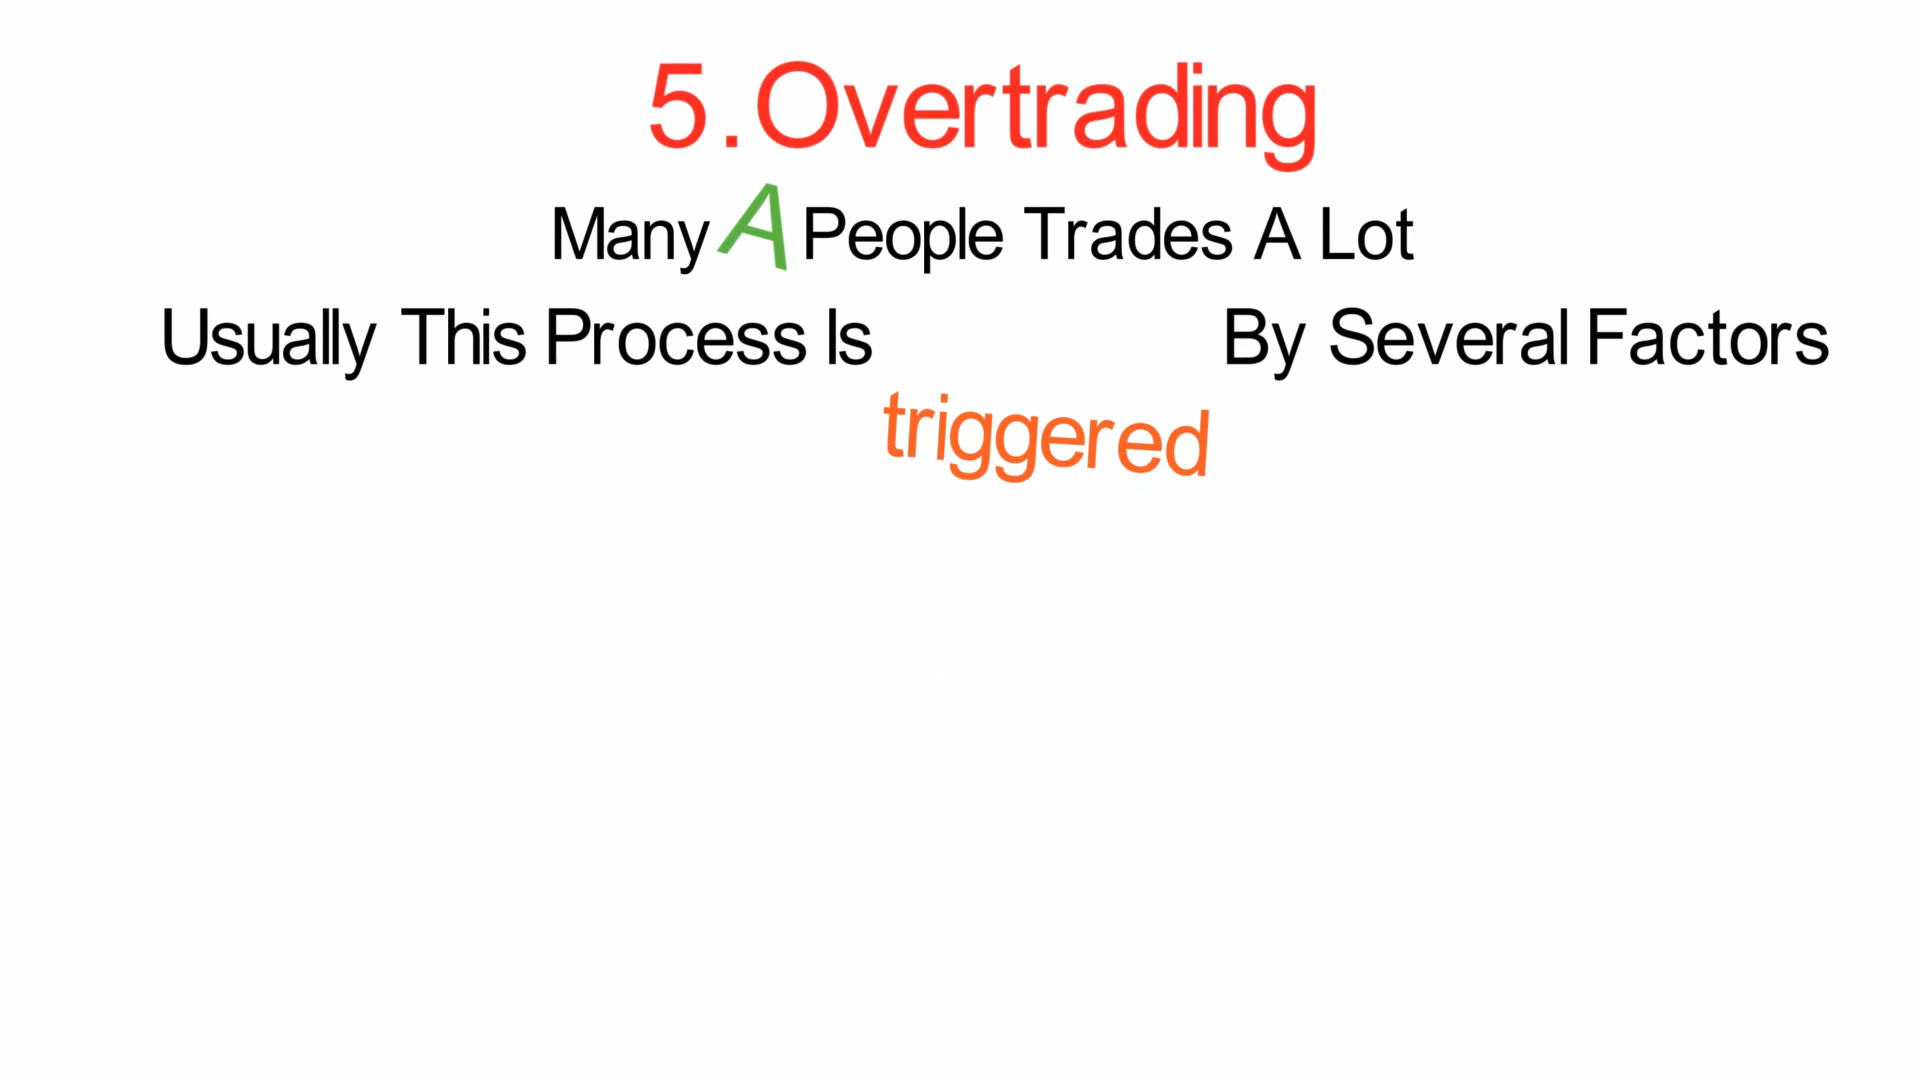 5.Overtrading
Many A People Trades A Lot
Usually This Process Is By Several Factors
triggered